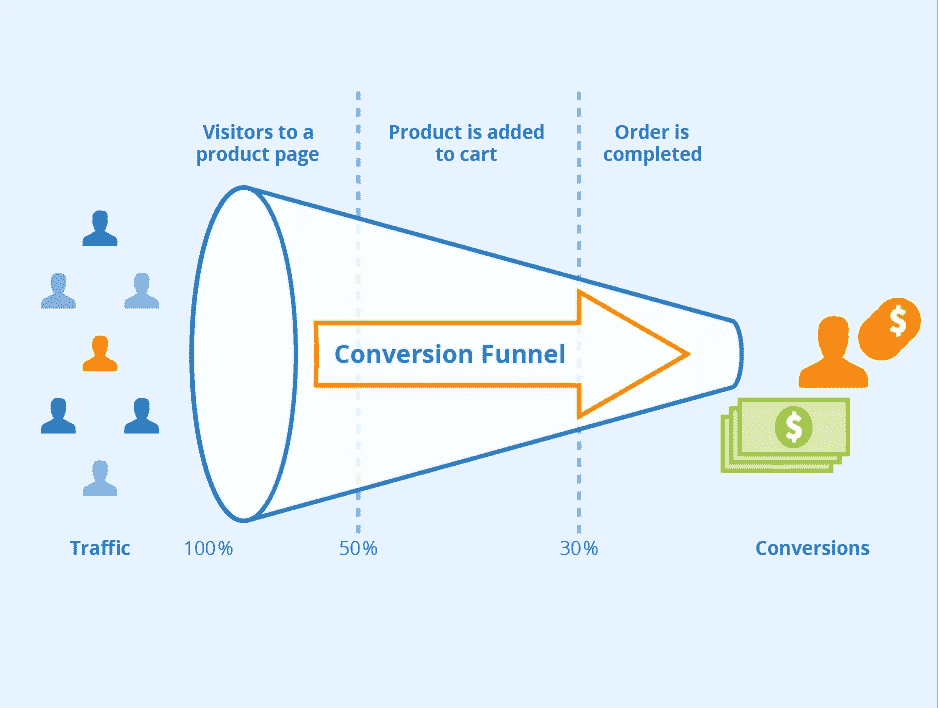 Visitors to a
product page
Product is added
to cart
Order is
completed
Conversion Funnel
$
$
Traffic
100%
50%
30%
Conversions